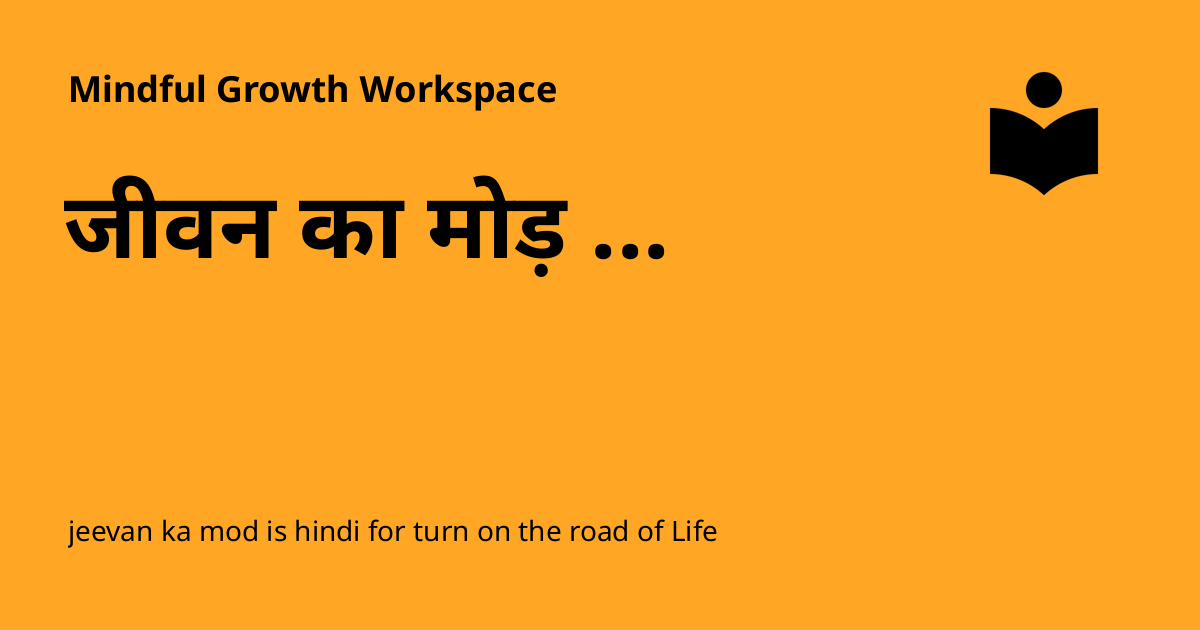 Mindful Growth Workspace
जीवन का मोड़ ...
jeevan ka mod is hindi for turn on the road of Life